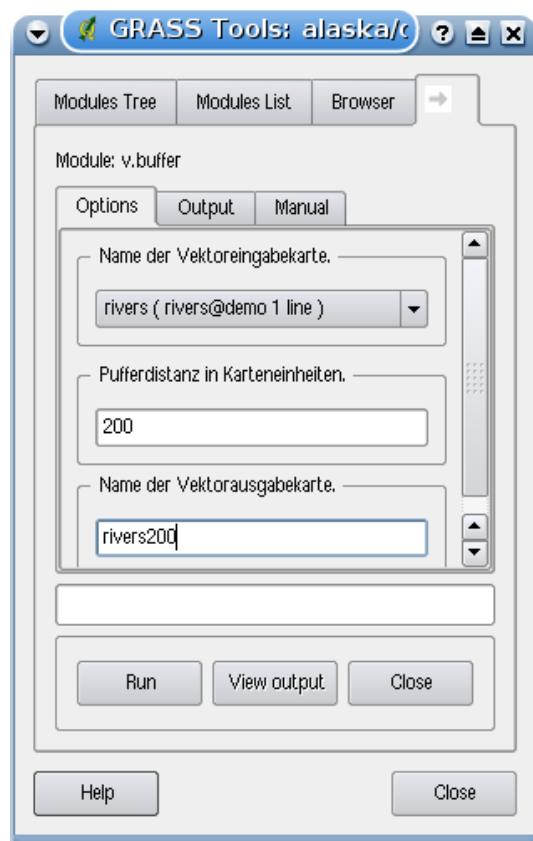 GRASS Tools: alaska/
Modules Tree Modules List Browser
Module: v.buffer
Options Output Manual
Name der Vektoreingabekarte.
rivers ( rivers@demo 1 line )
Pufferdistanz in Karteneinheiten.
200
Name der Vektorausgabekarte.
rivers200
Run View output Close
Help Close